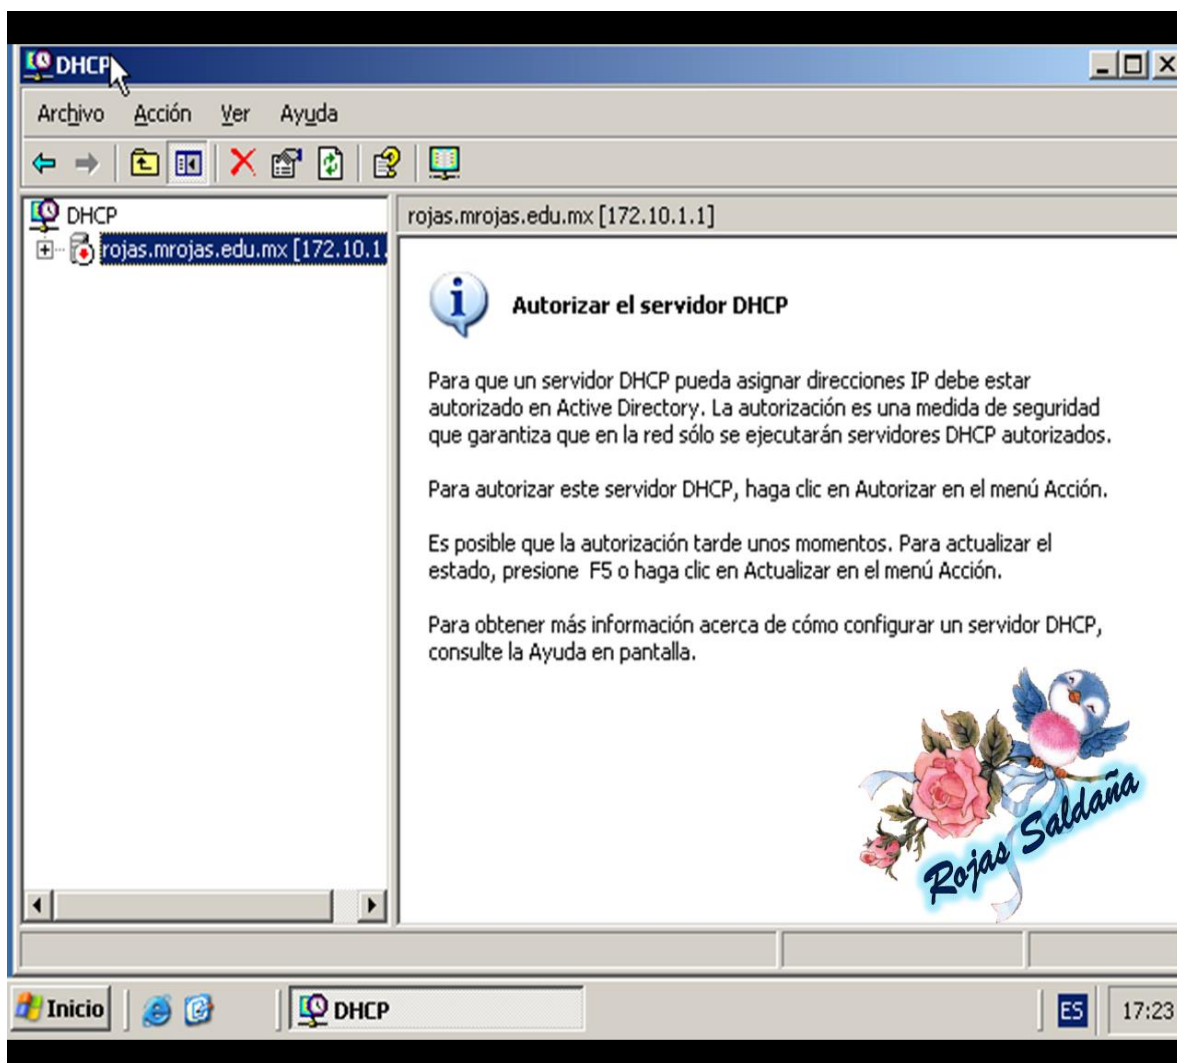 DHCP
Archivo Acción Ver Ayuda
DHCP
rojas.mrojas.edu.mx [172.10.1.
rojas.mrojas.edu.mx [172.10.1.1]
Autorizar el servidor DHCP
Para que un servidor DHCP pueda asignar direcciones IP debe estar
autorizado en Active Directory. La autorización es una medida de seguridad
que garantiza que en la red sólo se ejecutarán servidores DHCP autorizados.
Para autorizar este servidor DHCP, haga clic en Autorizar en el menú Acción.
Es posible que la autorización tarde unos momentos. Para actualizar el
estado, presione F5 o haga clic en Actualizar en el menú Acción.
Para obtener más información acerca de cómo configurar un servidor DHCP,
consulte la Ayuda en pantalla.
Rojas Saldaña
Inicio DHCP ES 17:23